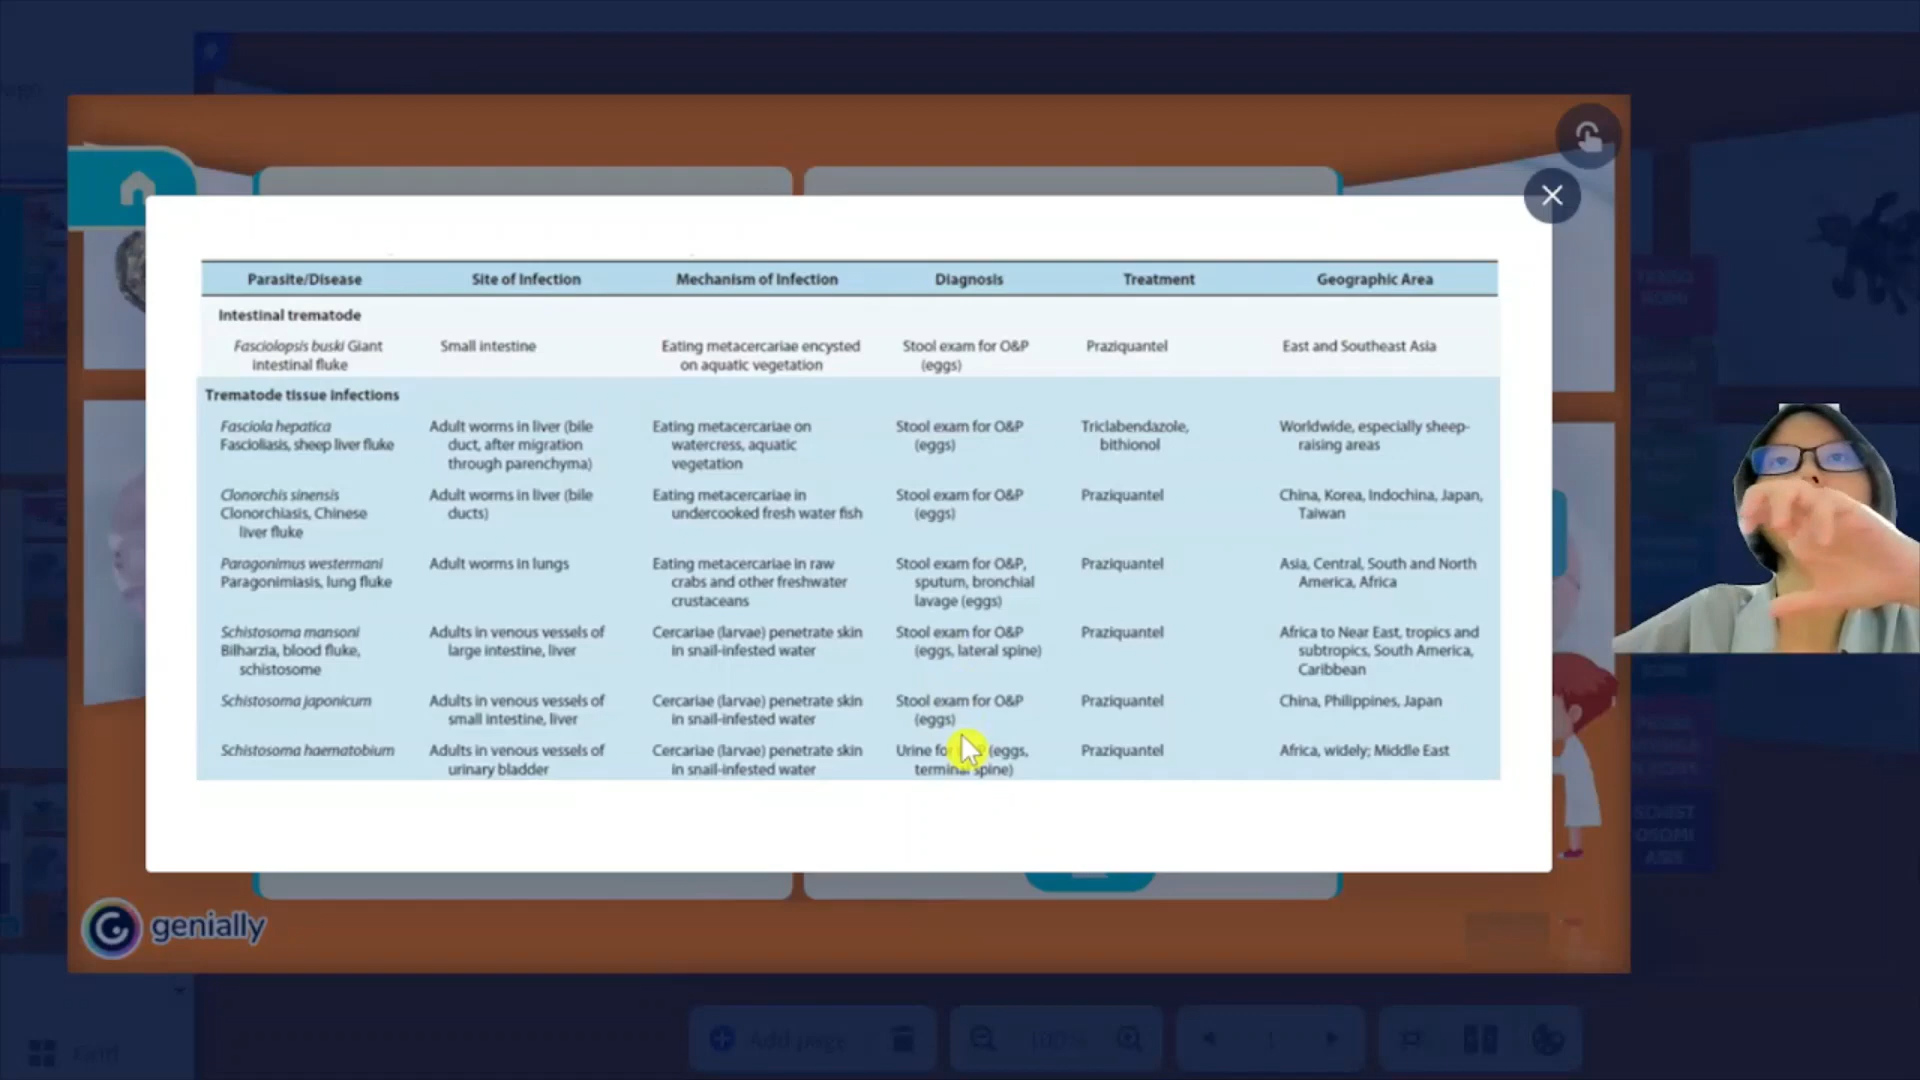 Parasite/Disease Site of Infection Mechanism of Infection Diagnosis Treatment Geographic Area
Intestinal trematode
Fasciolopsis buski Giant Small intestine Eating metacercariae encysted Stool exam for O&P Praziquantel East and Southeast Asia
intestinal fluke on aquatic vegetation (eggs)
Trematode tissue infections
Fasciola hepatica Adult worms in liver (bile Eating metacercariae on Stool exam for O&P Triclabendazole, Worldwide, especially sheep-
Fascioliasis, sheep liver fluke duct, after migration watercress, aquatic (eggs) bithionol raising areas
through parenchyma) vegetation
Clonorchis sinensis Adult worms in liver (bile Eating metacercariae in Stool exam for O&P Praziquantel China, Korea, Indochina, Japan,
Clonorchiasis, Chinese ducts) undercooked fresh water fish (eggs) Taiwan
liver fluke
Paragonimus westermani Adult worms in lungs Eating metacercariae in raw Stool exam for O&P, Praziquantel Asia, Central, South and North
Paragonimiasis, lung fluke crabs and other freshwater sputum, bronchial America, Africa
crustaceans lavage (eggs)
Schistosoma mansoni Adults in venous vessels of Cercariae (larvae) penetrate skin Stool exam for O&P Praziquantel Africa to Near East, tropics and
Bilharzia, blood fluke, large intestine, liver in snail-infested water (eggs, lateral spine) subtropics, South America,
schistosome Caribbean
Schistosoma japonicum Adults in venous vessels of Cercariae (larvae) penetrate skin Stool exam for O&P Praziquantel China, Philippines, Japan
small intestine, liver in snail-infested water (eggs)
Schistosoma haematobium Adults in venous vessels of Cercariae (larvae) penetrate skin Urine for (eggs, Praziquantel Africa, widely; Middle East
urinary bladder in snail-infested water terminal spine)
genially
Add page 100% 1
Grid